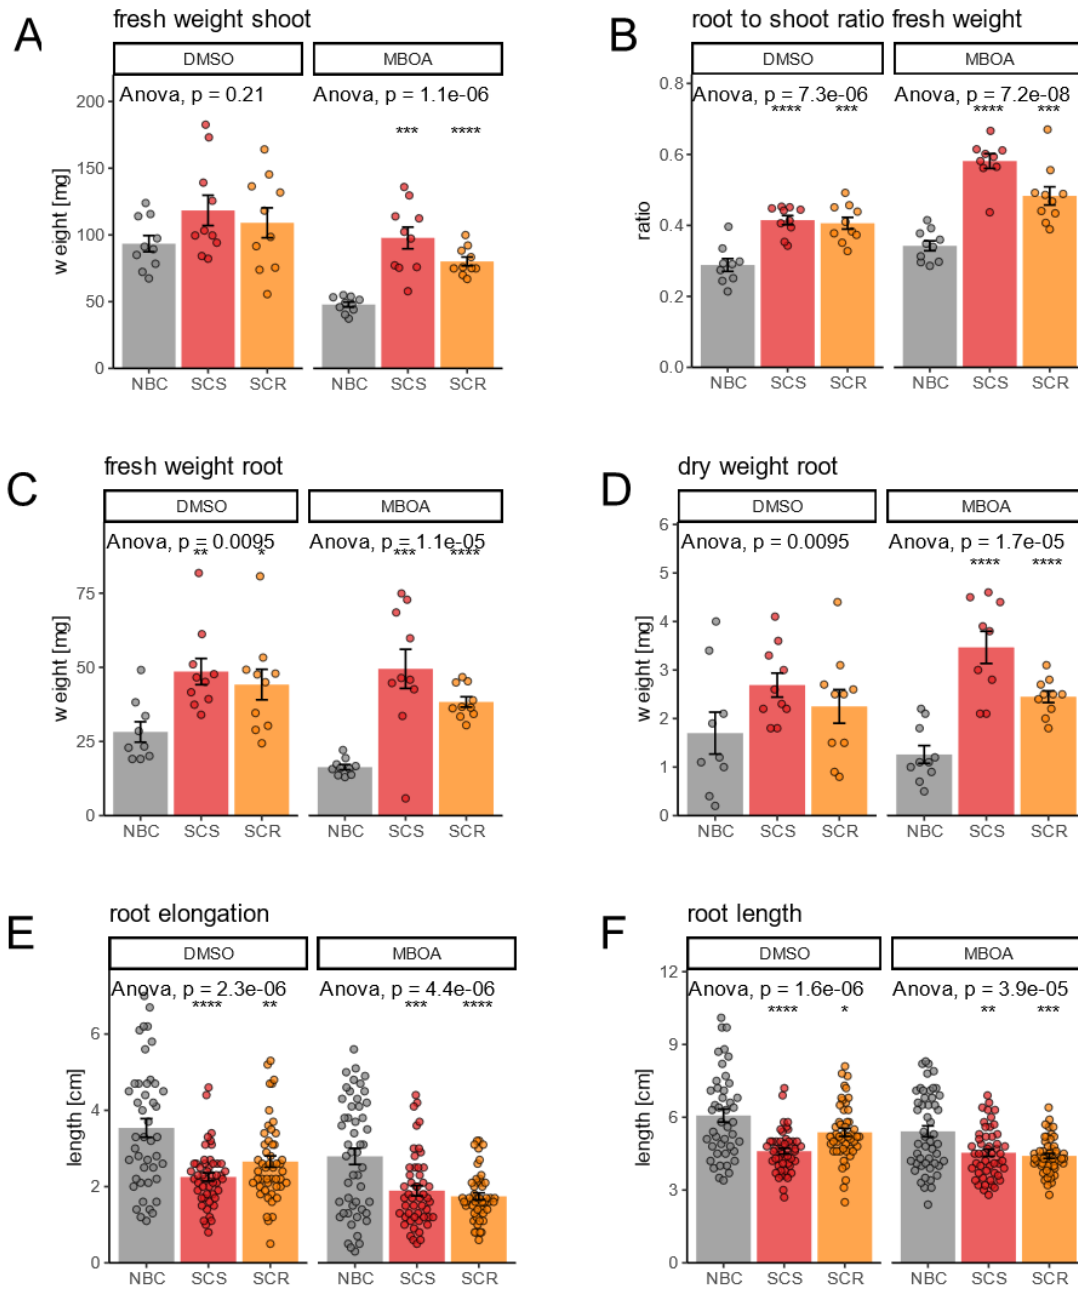 A
fresh weight shoot
DMSO
MBOA
Anova, p = 0.21
Anova, p = 1.1e-06
***
****
weight [mg]
200
150
100
50
0
NBC
SCS
SCR
NBC
SCS
SCR
B
root to shoot ratio fresh weight
DMSO
MBOA
Anova, p = 7.3e-06
Anova, p = 7.2e-08
****
***
****
***
ratio
0.8
0.6
0.4
0.2
0.0
NBC
SCS
SCR
NBC
SCS
SCR
C
fresh weight root
DMSO
MBOA
Anova, p = 0.0095
Anova, p = 1.1e-05
**
*
***
****
weight [mg]
75
50
25
0
NBC
SCS
SCR
NBC
SCS
SCR
D
dry weight root
DMSO
MBOA
Anova, p = 0.0095
Anova, p = 1.7e-05
****
****
weight [mg]
6
5
4
3
2
1
0
NBC
SCS
SCR
NBC
SCS
SCR
E
root elongation
DMSO
MBOA
Anova, p = 2.3e-06
Anova, p = 4.4e-06
****
**
***
****
length [cm]
6
4
2
0
NBC
SCS
SCR
NBC
SCS
SCR
F
root length
DMSO
MBOA
Anova, p = 1.6e-06
Anova, p = 3.9e-05
****
*
**
***
length [cm]
12
9
6
3
0
NBC
SCS
SCR
NBC
SCS
SCR